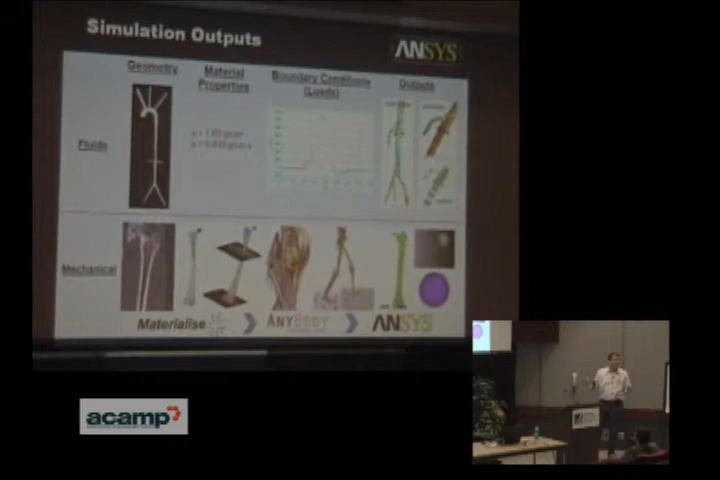 Simulation Outputs
ANSYS
Geometry
Material Properties
Boundary Conditions (Loads)
Outputs
Fluids
Mechanical
Materialise
ANYBODY
ANSYS
acamp